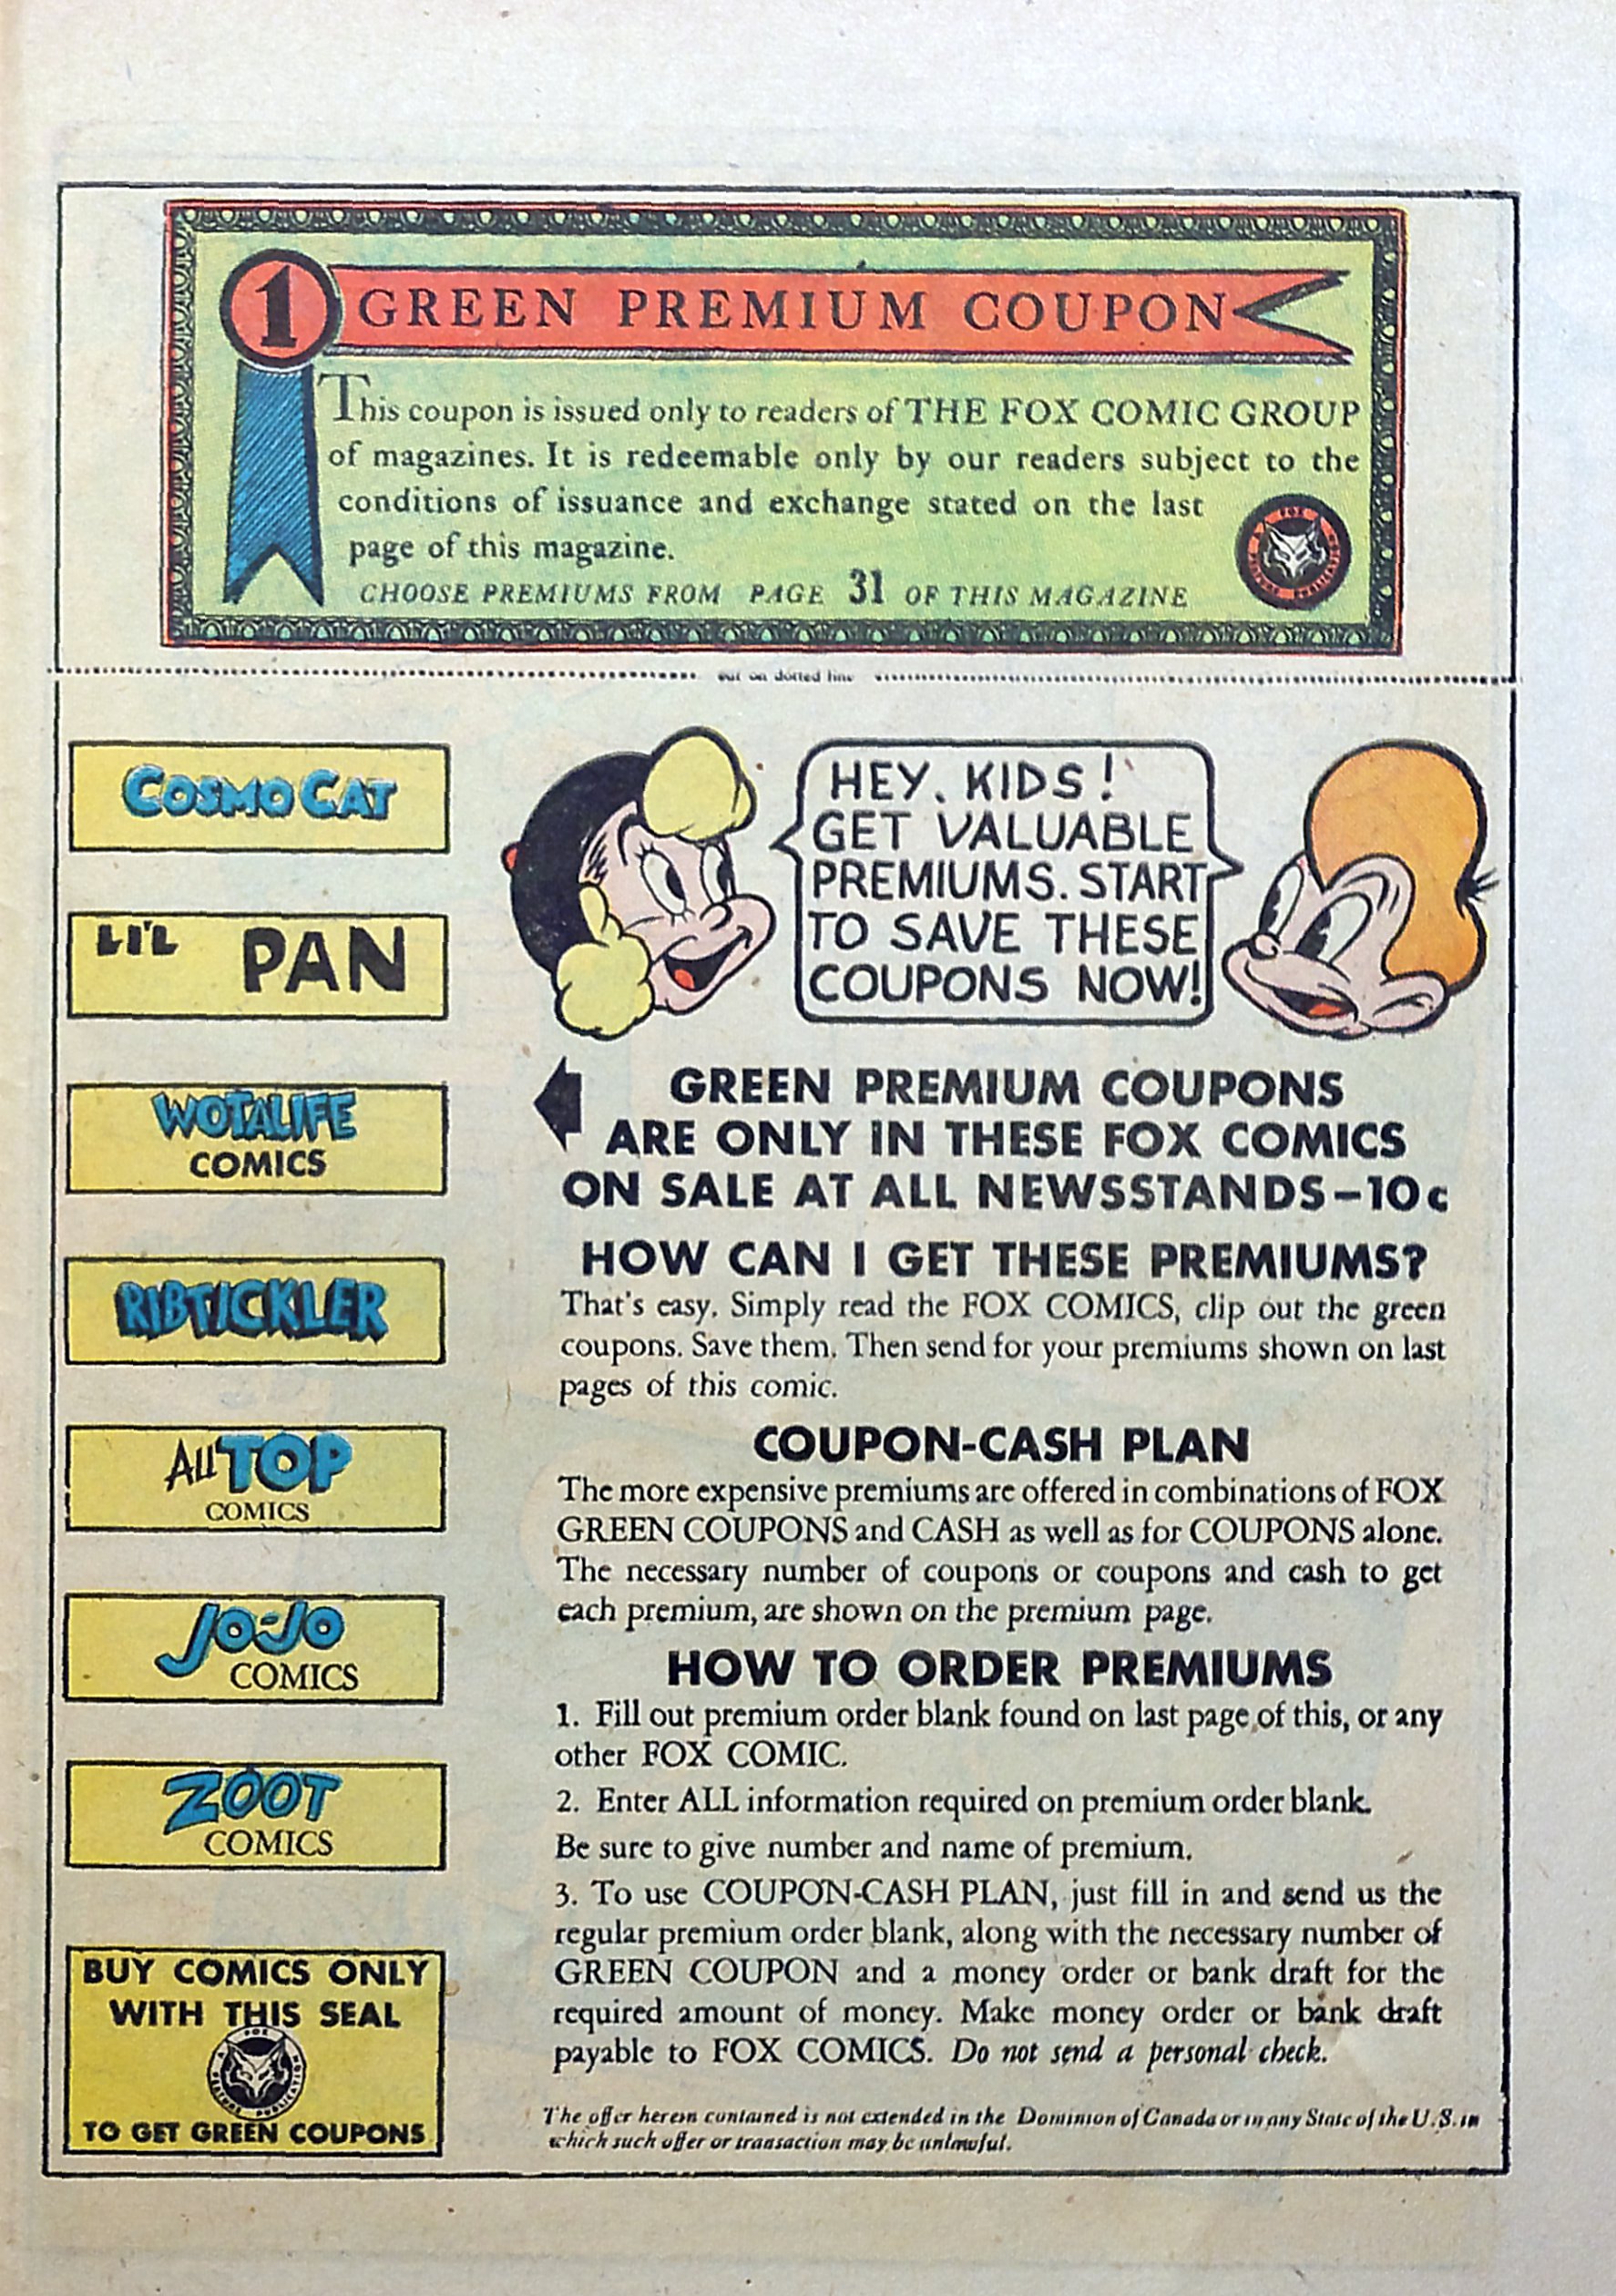 1 GREEN PREMIUM COUPON
This coupon is issued only to readers of THE FOX COMIC GROUP
of magazines. It is redeemable only by our readers subject to the
conditions of issuance and exchange stated on the last
page of this magazine.
CHOOSE PREMIUMS FROM PAGE 31 OF THIS MAGAZINE
A FOX FEATURE PUBLICATION
cut on dotted line
COSMO CAT
LI'L PAN
WOTALIFE
COMICS
RIBTICKLER
All TOP
COMICS
JO-JO
COMICS
ZOOT
COMICS
BUY COMICS ONLY
WITH THIS SEAL
A FOX FEATURE PUBLICATION
TO GET GREEN COUPONS
HEY, KIDS!
GET VALUABLE
PREMIUMS. START
TO SAVE THESE
COUPONS NOW!
GREEN PREMIUM COUPONS
ARE ONLY IN THESE FOX COMICS
ON SALE AT ALL NEWSSTANDS–10c
HOW CAN I GET THESE PREMIUMS?
That's easy. Simply read the FOX COMICS, clip out the green
coupons. Save them. Then send for your premiums shown on last
pages of this comic.
COUPON-CASH PLAN
The more expensive premiums are offered in combinations of FOX
GREEN COUPONS and CASH as well as for COUPONS alone.
The necessary number of coupons or coupons and cash to get
each premium, are shown on the premium page.
HOW TO ORDER PREMIUMS
1. Fill out premium order blank found on last page of this, or any
other FOX COMIC.
2. Enter ALL information required on premium order blank.
Be sure to give number and name of premium.
3. To use COUPON-CASH PLAN, just fill in and send us the
regular premium order blank, along with the necessary number of
GREEN COUPON and a money order or bank draft for the
required amount of money. Make money order or bank draft
payable to FOX COMICS. Do not send a personal check.
The offer herein contained is not extended in the Dominion of Canada or in any State of the U.S. in
which such offer or transaction may be unlawful.